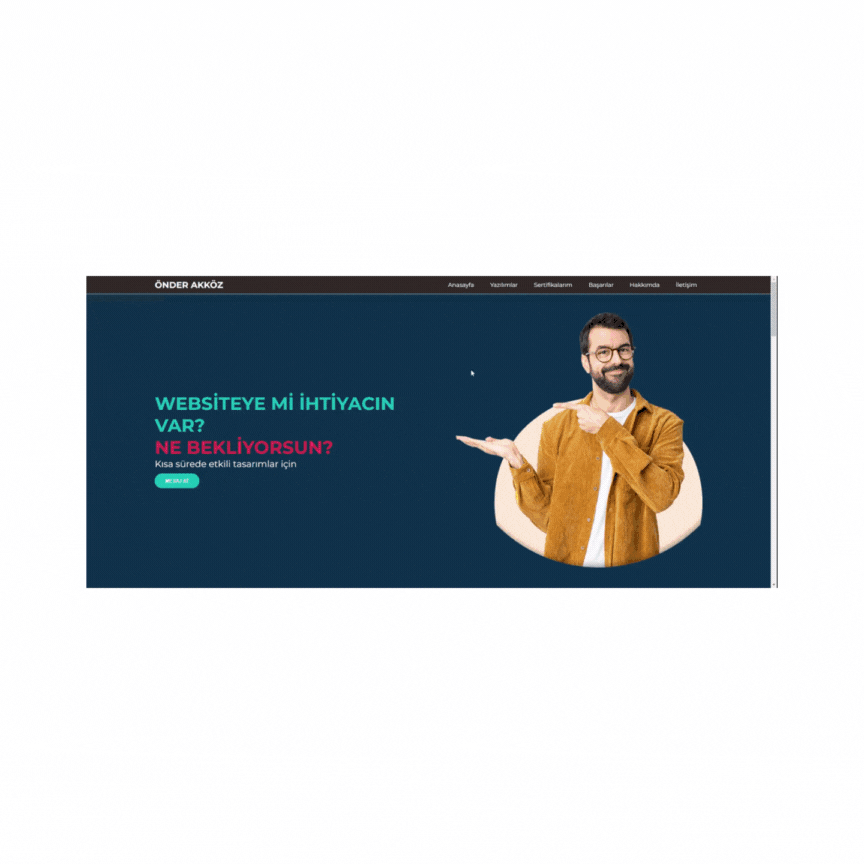 ÖNDER AKKÖZ
Anasayfa Yazılımlar Sertifikalarım Başarılar Hakkımda İletişim
WEBSİTEYE Mİ İHTİYACIN
VAR?
NE BEKLİYORSUN?
Kısa sürede etkili tasarımlar için